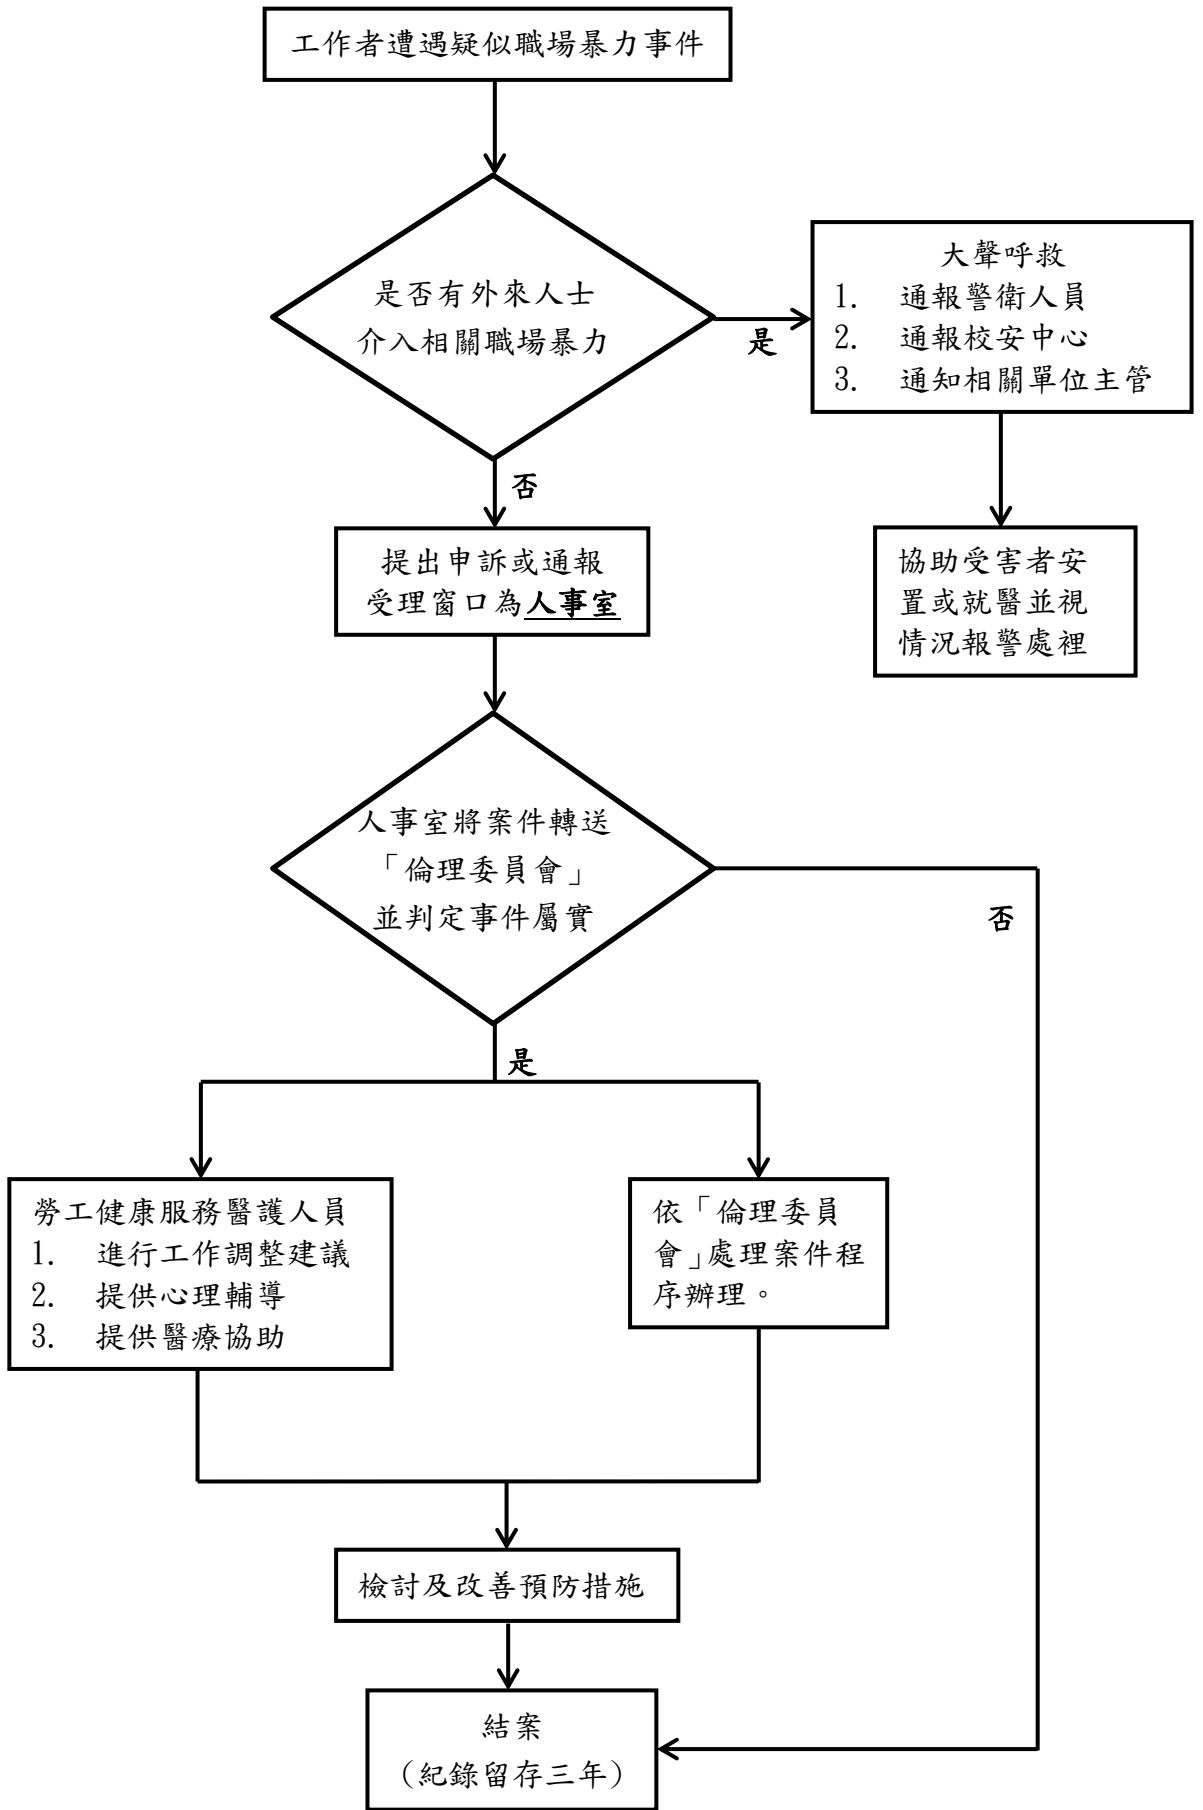 工作者遭遇疑似職場暴力事件
是否有外來人士
介入相關職場暴力
是
大聲呼救
1. 通報警衛人員
2. 通報校安中心
3. 通知相關單位主管
協助受害者安
置或就醫並視
情況報警處裡
否
提出申訴或通報
受理窗口為人事室
人事室將案件轉送
「倫理委員會」
並判定事件屬實
否
是
勞工健康服務醫護人員
1. 進行工作調整建議
2. 提供心理輔導
3. 提供醫療協助
依「倫理委員
會」處理案件程
序辦理。
檢討及改善預防措施
結案
(紀錄留存三年)